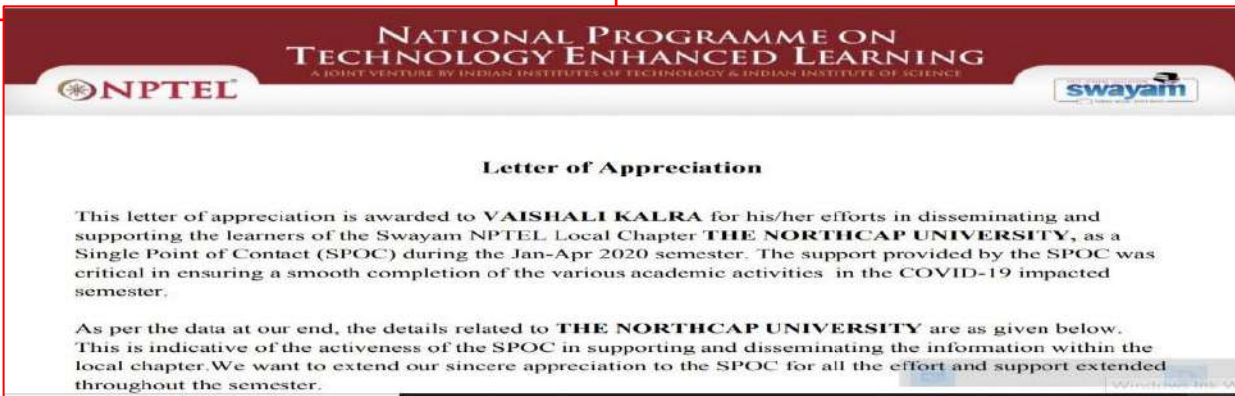 NATIONAL PROGRAMME ON
TECHNOLOGY ENHANCED LEARNING
A JOINT VENTURE BY INDIAN INSTITUTES OF TECHNOLOGY & INDIAN INSTITUTE OF SCIENCE
NPTEL
swayam
Letter of Appreciation
This letter of appreciation is awarded to VAISHALI KALRA for his/her efforts in disseminating and
supporting the learners of the Swayam NPTEL Local Chapter THE NORTHCAP UNIVERSITY, as a
Single Point of Contact (SPOC) during the Jan-Apr 2020 semester. The support provided by the SPOC was
critical in ensuring a smooth completion of the various academic activities in the COVID-19 impacted
semester.
As per the data at our end, the details related to THE NORTHCAP UNIVERSITY are as given below.
This is indicative of the activeness of the SPOC in supporting and disseminating the information within the
local chapter.We want to extend our sincere appreciation to the SPOC for all the effort and support extended
throughout the semester.
Windows Ink W